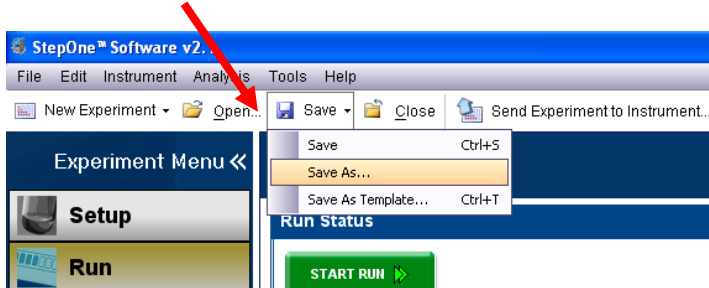 StepOne™ Software v2.
File Edit Instrument Analysis Tools Help
New Experiment Open... Save Close Send Experiment to Instrument...
Save Ctrl+S
Save As...
Save As Template... Ctrl+T
Experiment Menu «
Setup
Run
Run Status
START RUN